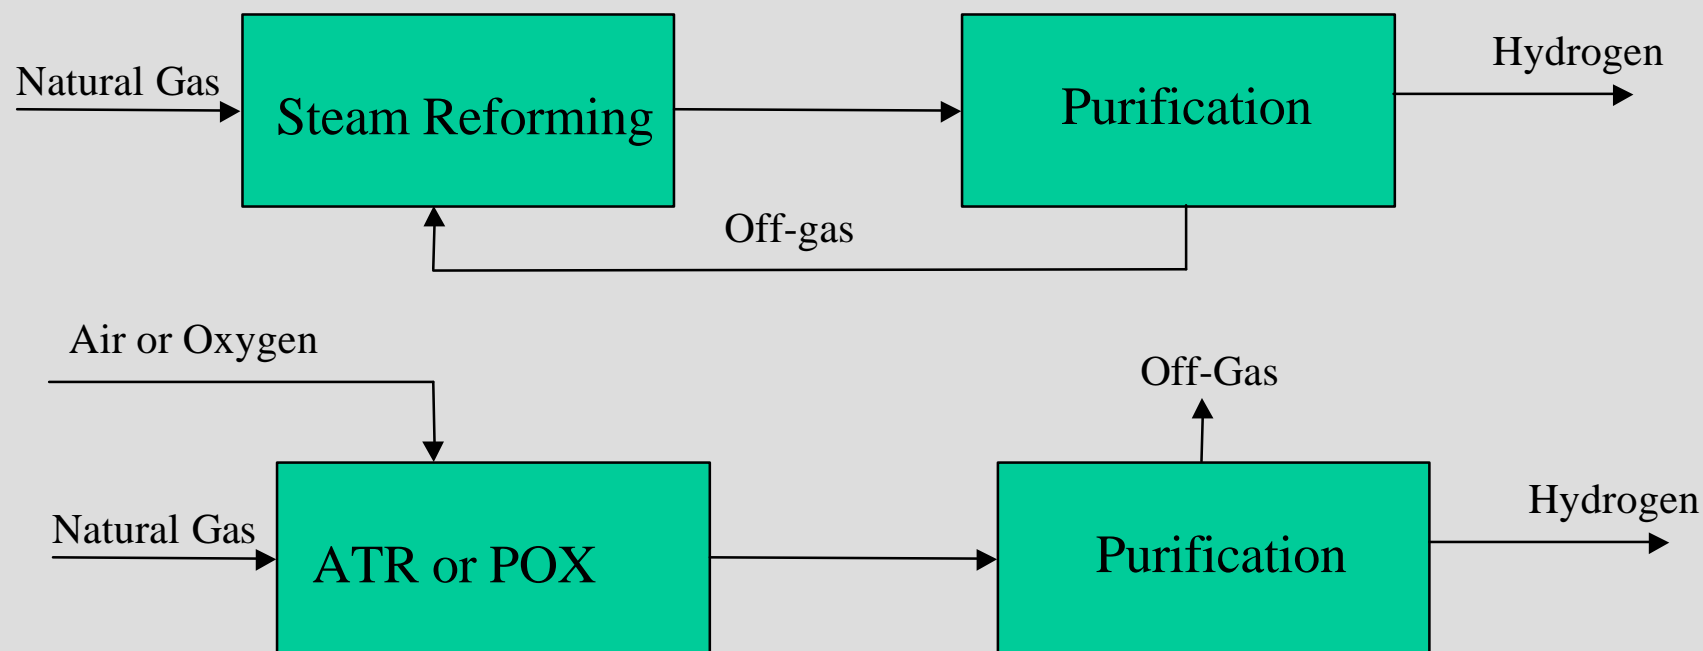 Natural Gas
Steam Reforming
Purification
Hydrogen
Off-gas
Air or Oxygen
Off-Gas
Natural Gas
ATR or POX
Purification
Hydrogen